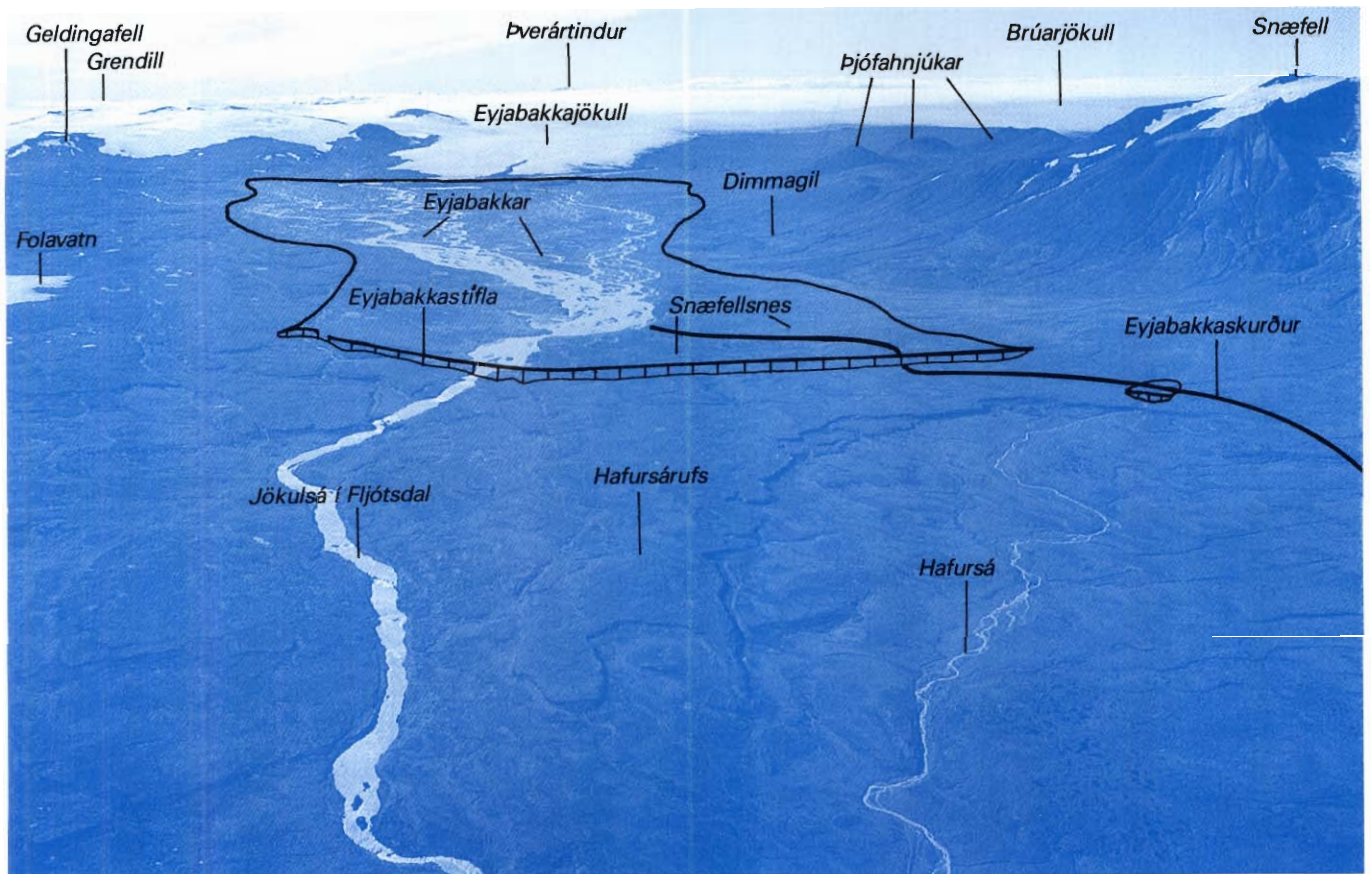 Geldingafell
Grendill
Þverártindur
Eyjabakkajökull
Þjófahnjúkar
Brúarjökull
Snæfell
Dimmagil
Eyjabakkar
Folavatn
Eyjabakkastífla
Snæfellsnes
Eyjabakkaskurður
Jökulsá í Fljótsdal
Hafursárufs
Hafursá